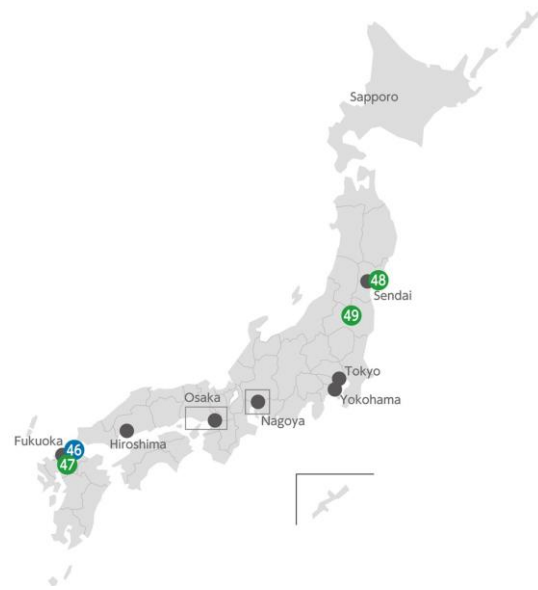 Sapporo
48
Sendai
49
Tokyo
Osaka
Yokohama
Nagoya
Fukuoka
46
Hiroshima
47